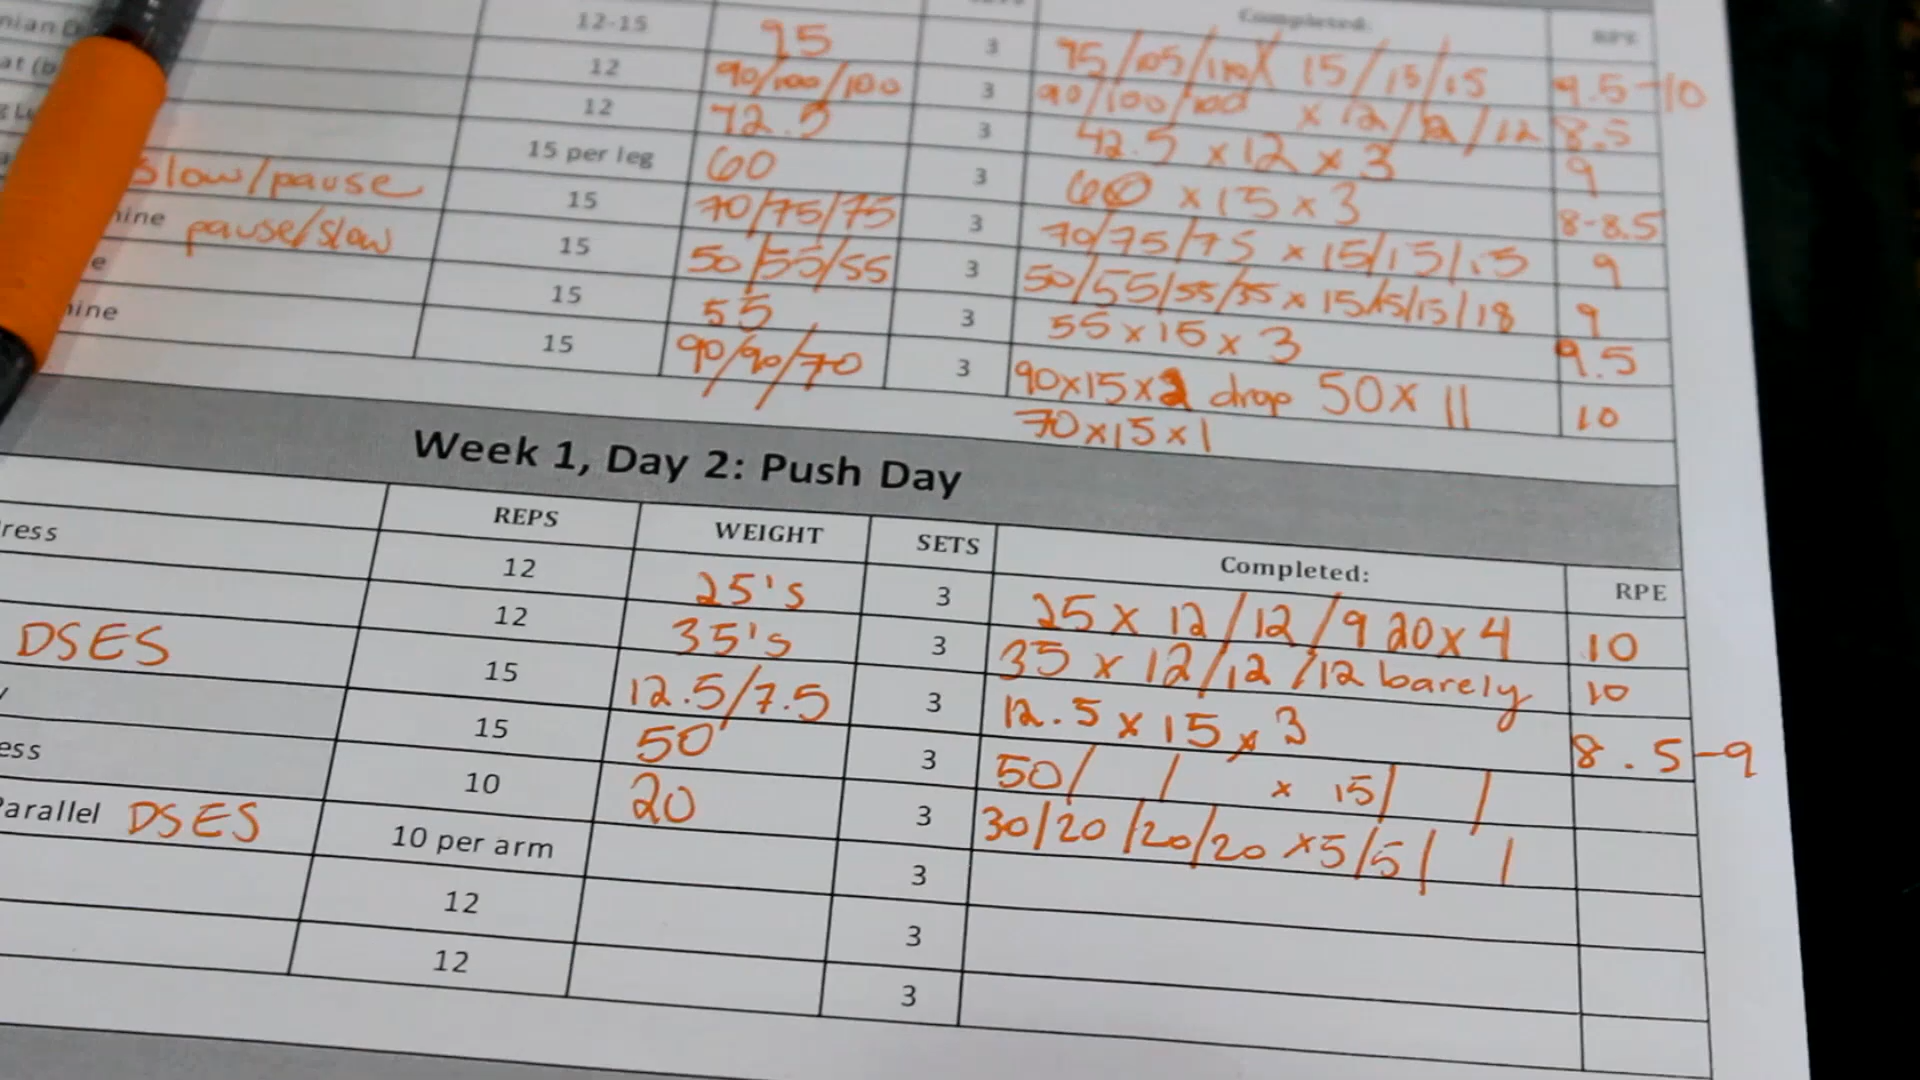 Completed:
RPE
12-15 95 3 95/105/110 x 15/15/15 9.5-10
12 90/100/100 3 90/100/100 x 12/12/12 8.5
12 72.5 3 42.5 x 12 x 3 9
15 per leg 60 3 60 x 15 x 3 8-8.5
slow/pause 15 70/75/75 3 70/75/75 x 15/15/15 9
pause/slow 15 50/55/55 3 50/55/55/55 x 15/15/15/18 9
15 55 3 55 x 15 x 3 9.5
15 90/90/70 3 90x15x2 drop 50x 11 10
70x15x1
Week 1, Day 2: Push Day
REPS WEIGHT SETS Completed: RPE
ress 12 25's 3 25 x 12/12/9 20x4 10
12 35's 3 35 x 12/12/12 barely 10
DSES 15 12.5/7.5 3 12.5 x 15 x 3 8.5-9
15 50 3 50/ / x 15/ /
ess 10 20 3 30/20/20/20 x5/5/ /
Parallel DSES 10 per arm 3
12 3
12 3